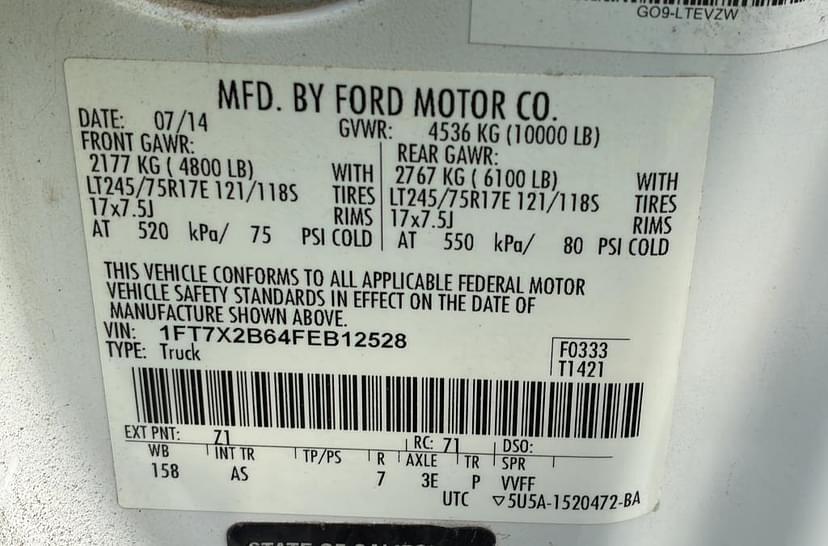 GO9-LTEVZW
MFD. BY FORD MOTOR CO.
DATE: 07/14 GVWR: 4536 KG (10000 LB)
FRONT GAWR: REAR GAWR:
2177 KG ( 4800 LB) WITH 2767 KG ( 6100 LB) WITH
LT245/75R17E 121/118S TIRES LT245/75R17E 121/118S TIRES
17x7.5J RIMS 17x7.5J RIMS
AT 520 kPa/ 75 PSI COLD AT 550 kPa/ 80 PSI COLD
THIS VEHICLE CONFORMS TO ALL APPLICABLE FEDERAL MOTOR
VEHICLE SAFETY STANDARDS IN EFFECT ON THE DATE OF
MANUFACTURE SHOWN ABOVE.
VIN: 1FT7X2B64FEB12528
TYPE: Truck
F0333
T1421
EXT PNT: Z1 RC: 71 DSO:
WB INT TR TP/PS R AXLE TR SPR
158 AS 7 3E P VVFF
UTC ▽5U5A-1520472-BA
STATE OF